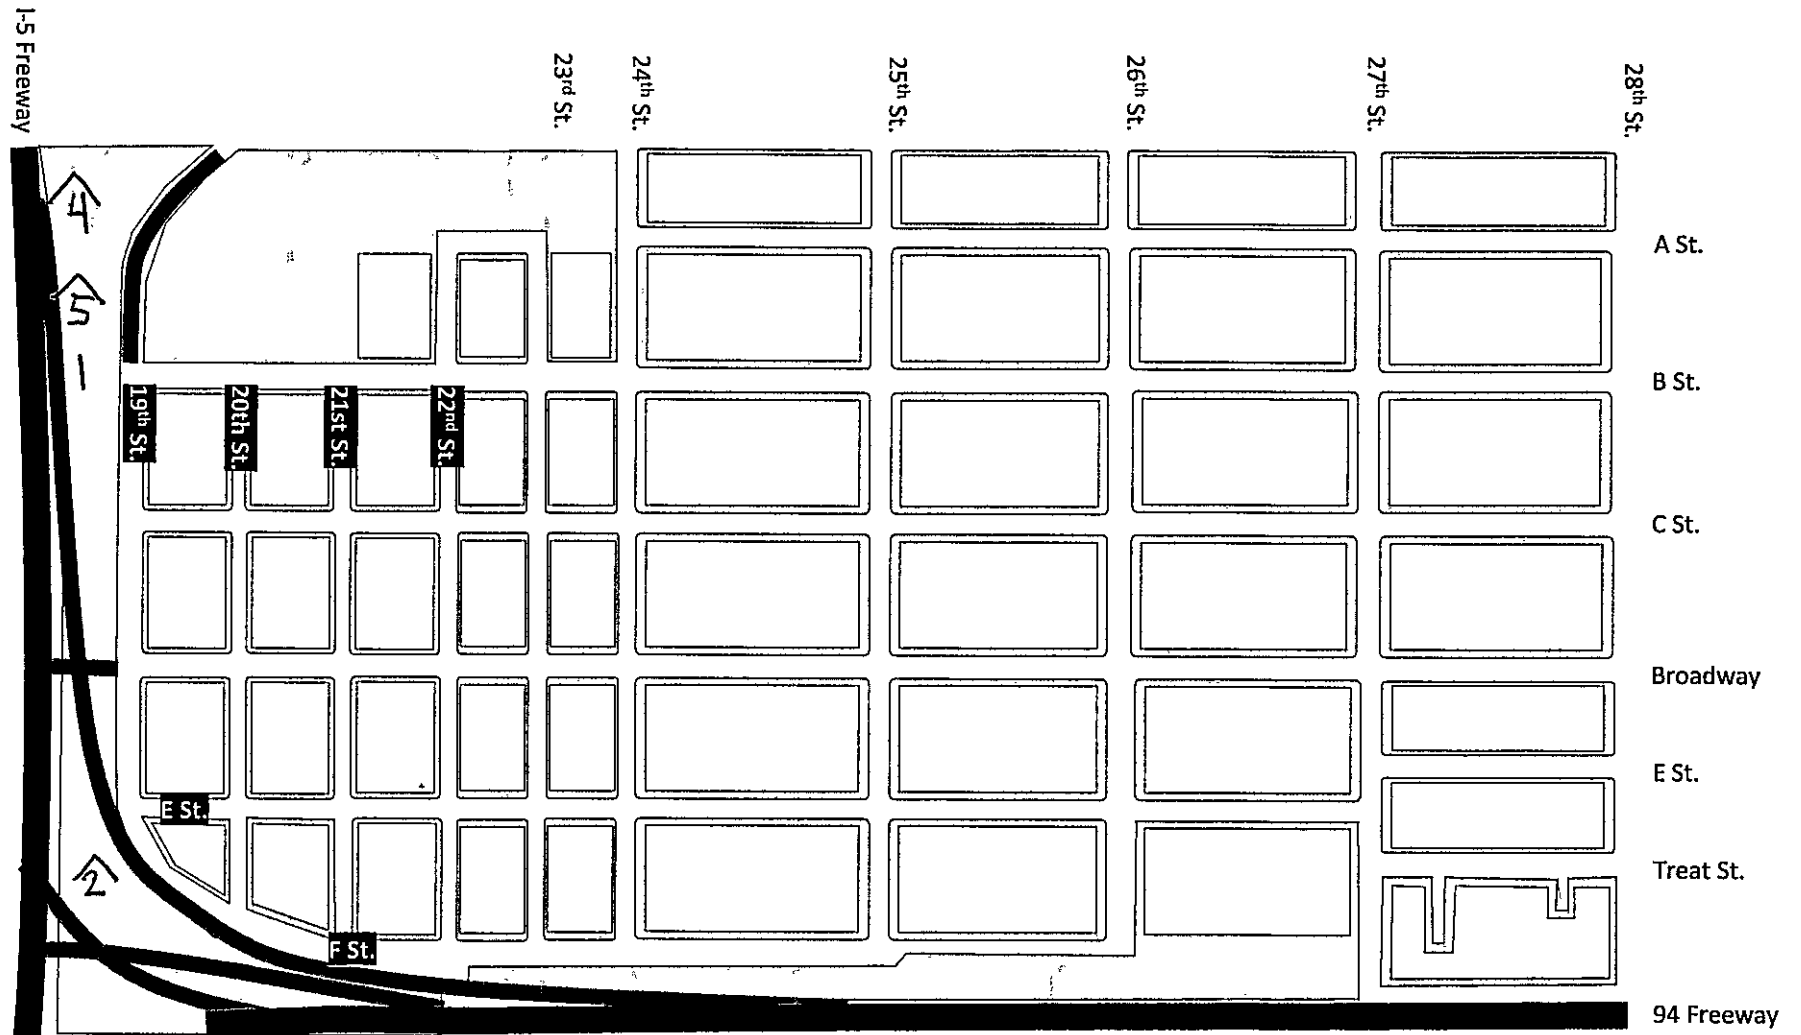 I-5 Freeway
23rd St.
24th St.
25th St.
26th St.
27th St.
28th St.
4
A St.
5
1
B St.
19th St.
20th St.
21st St.
22nd St.
C St.
Broadway
E St.
E St.
2
Treat St.
F St.
94 Freeway